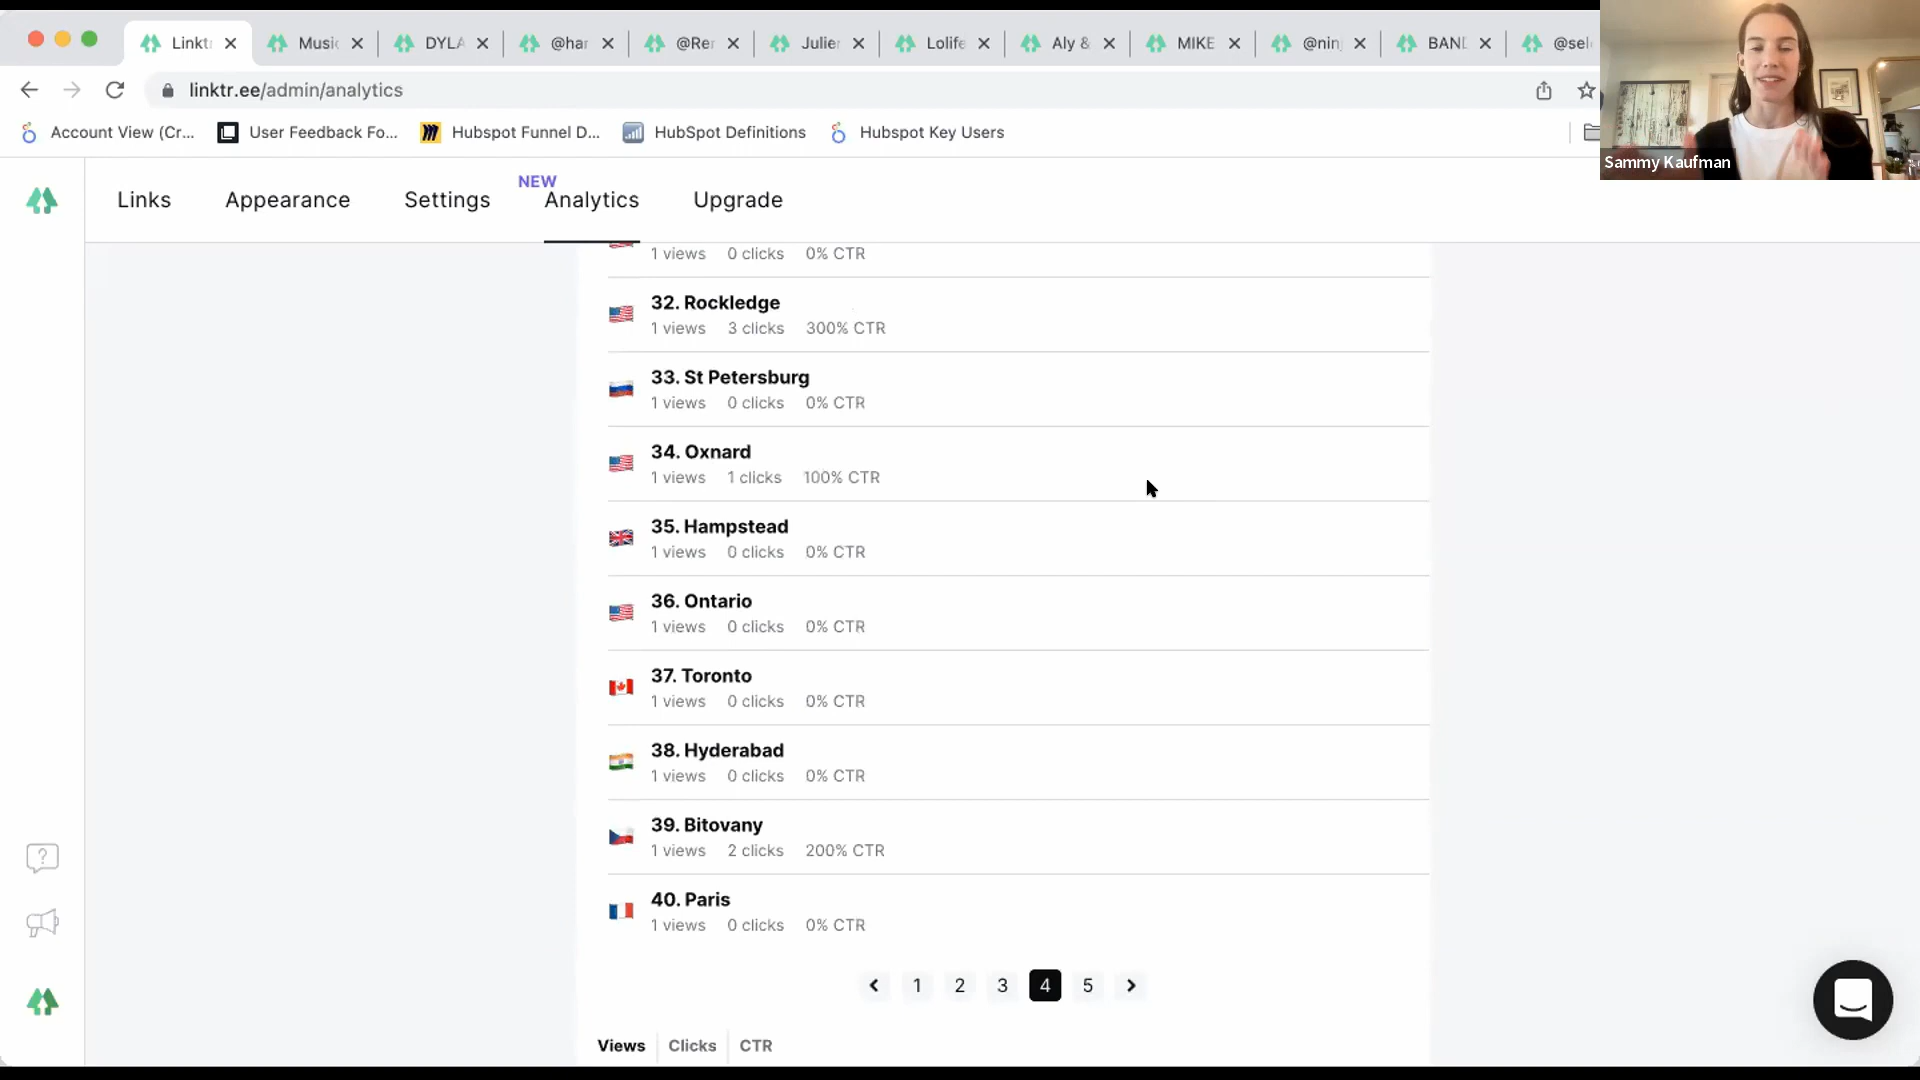 Linktr
Music
DYLA
@har
@Rer
Julier
Lolife
Aly &
MIKE
@nin
BAND
@sele
linktr.ee/admin/analytics
Account View (Cr...
User Feedback Fo...
Hubspot Funnel D...
HubSpot Definitions
Hubspot Key Users
Sammy Kaufman
Links
Appearance
Settings
NEW
Analytics
Upgrade
1 views 0 clicks 0% CTR
32. Rockledge
1 views 3 clicks 300% CTR
33. St Petersburg
1 views 0 clicks 0% CTR
34. Oxnard
1 views 1 clicks 100% CTR
35. Hampstead
1 views 0 clicks 0% CTR
36. Ontario
1 views 0 clicks 0% CTR
37. Toronto
1 views 0 clicks 0% CTR
38. Hyderabad
1 views 0 clicks 0% CTR
39. Bitovany
1 views 2 clicks 200% CTR
40. Paris
1 views 0 clicks 0% CTR
1 2 3 4 5
Views Clicks CTR